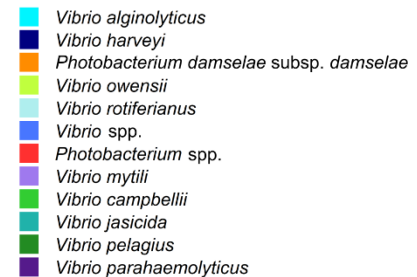 Vibrio alginolyticus
Vibrio harveyi
Photobacterium damselae subsp. damselae
Vibrio owensii
Vibrio rotiferianus
Vibrio spp.
Photobacterium spp.
Vibrio mytili
Vibrio campbellii
Vibrio jasicida
Vibrio pelagius
Vibrio parahaemolyticus